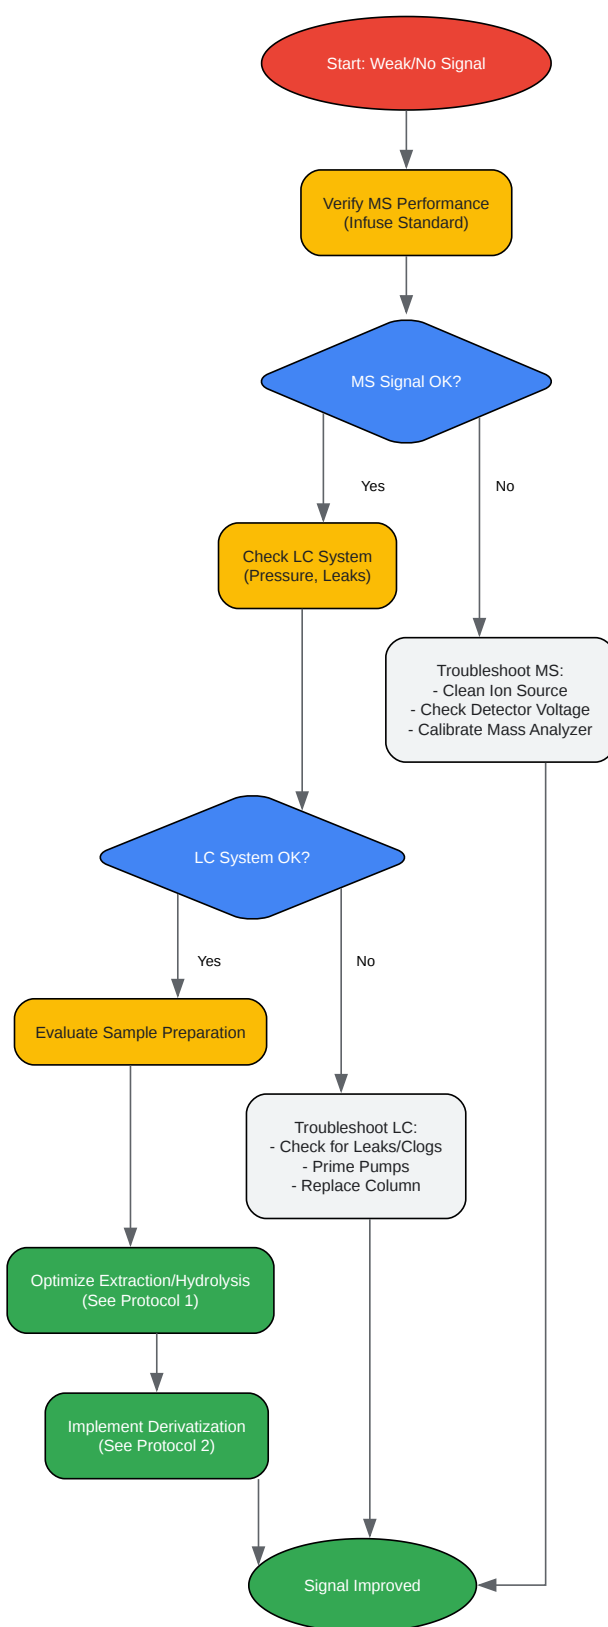 Start: Weak/No Signal
Verify MS Performance
(Infuse Standard)
MS Signal OK?
Yes
No
Check LC System
(Pressure, Leaks)
Troubleshoot MS:
- Clean Ion Source
- Check Detector Voltage
- Calibrate Mass Analyzer
LC System OK?
Yes
No
Evaluate Sample Preparation
Troubleshoot LC:
- Check for Leaks/Clogs
- Prime Pumps
- Replace Column
Optimize Extraction/Hydrolysis
(See Protocol 1)
Implement Derivatization
(See Protocol 2)
Signal Improved